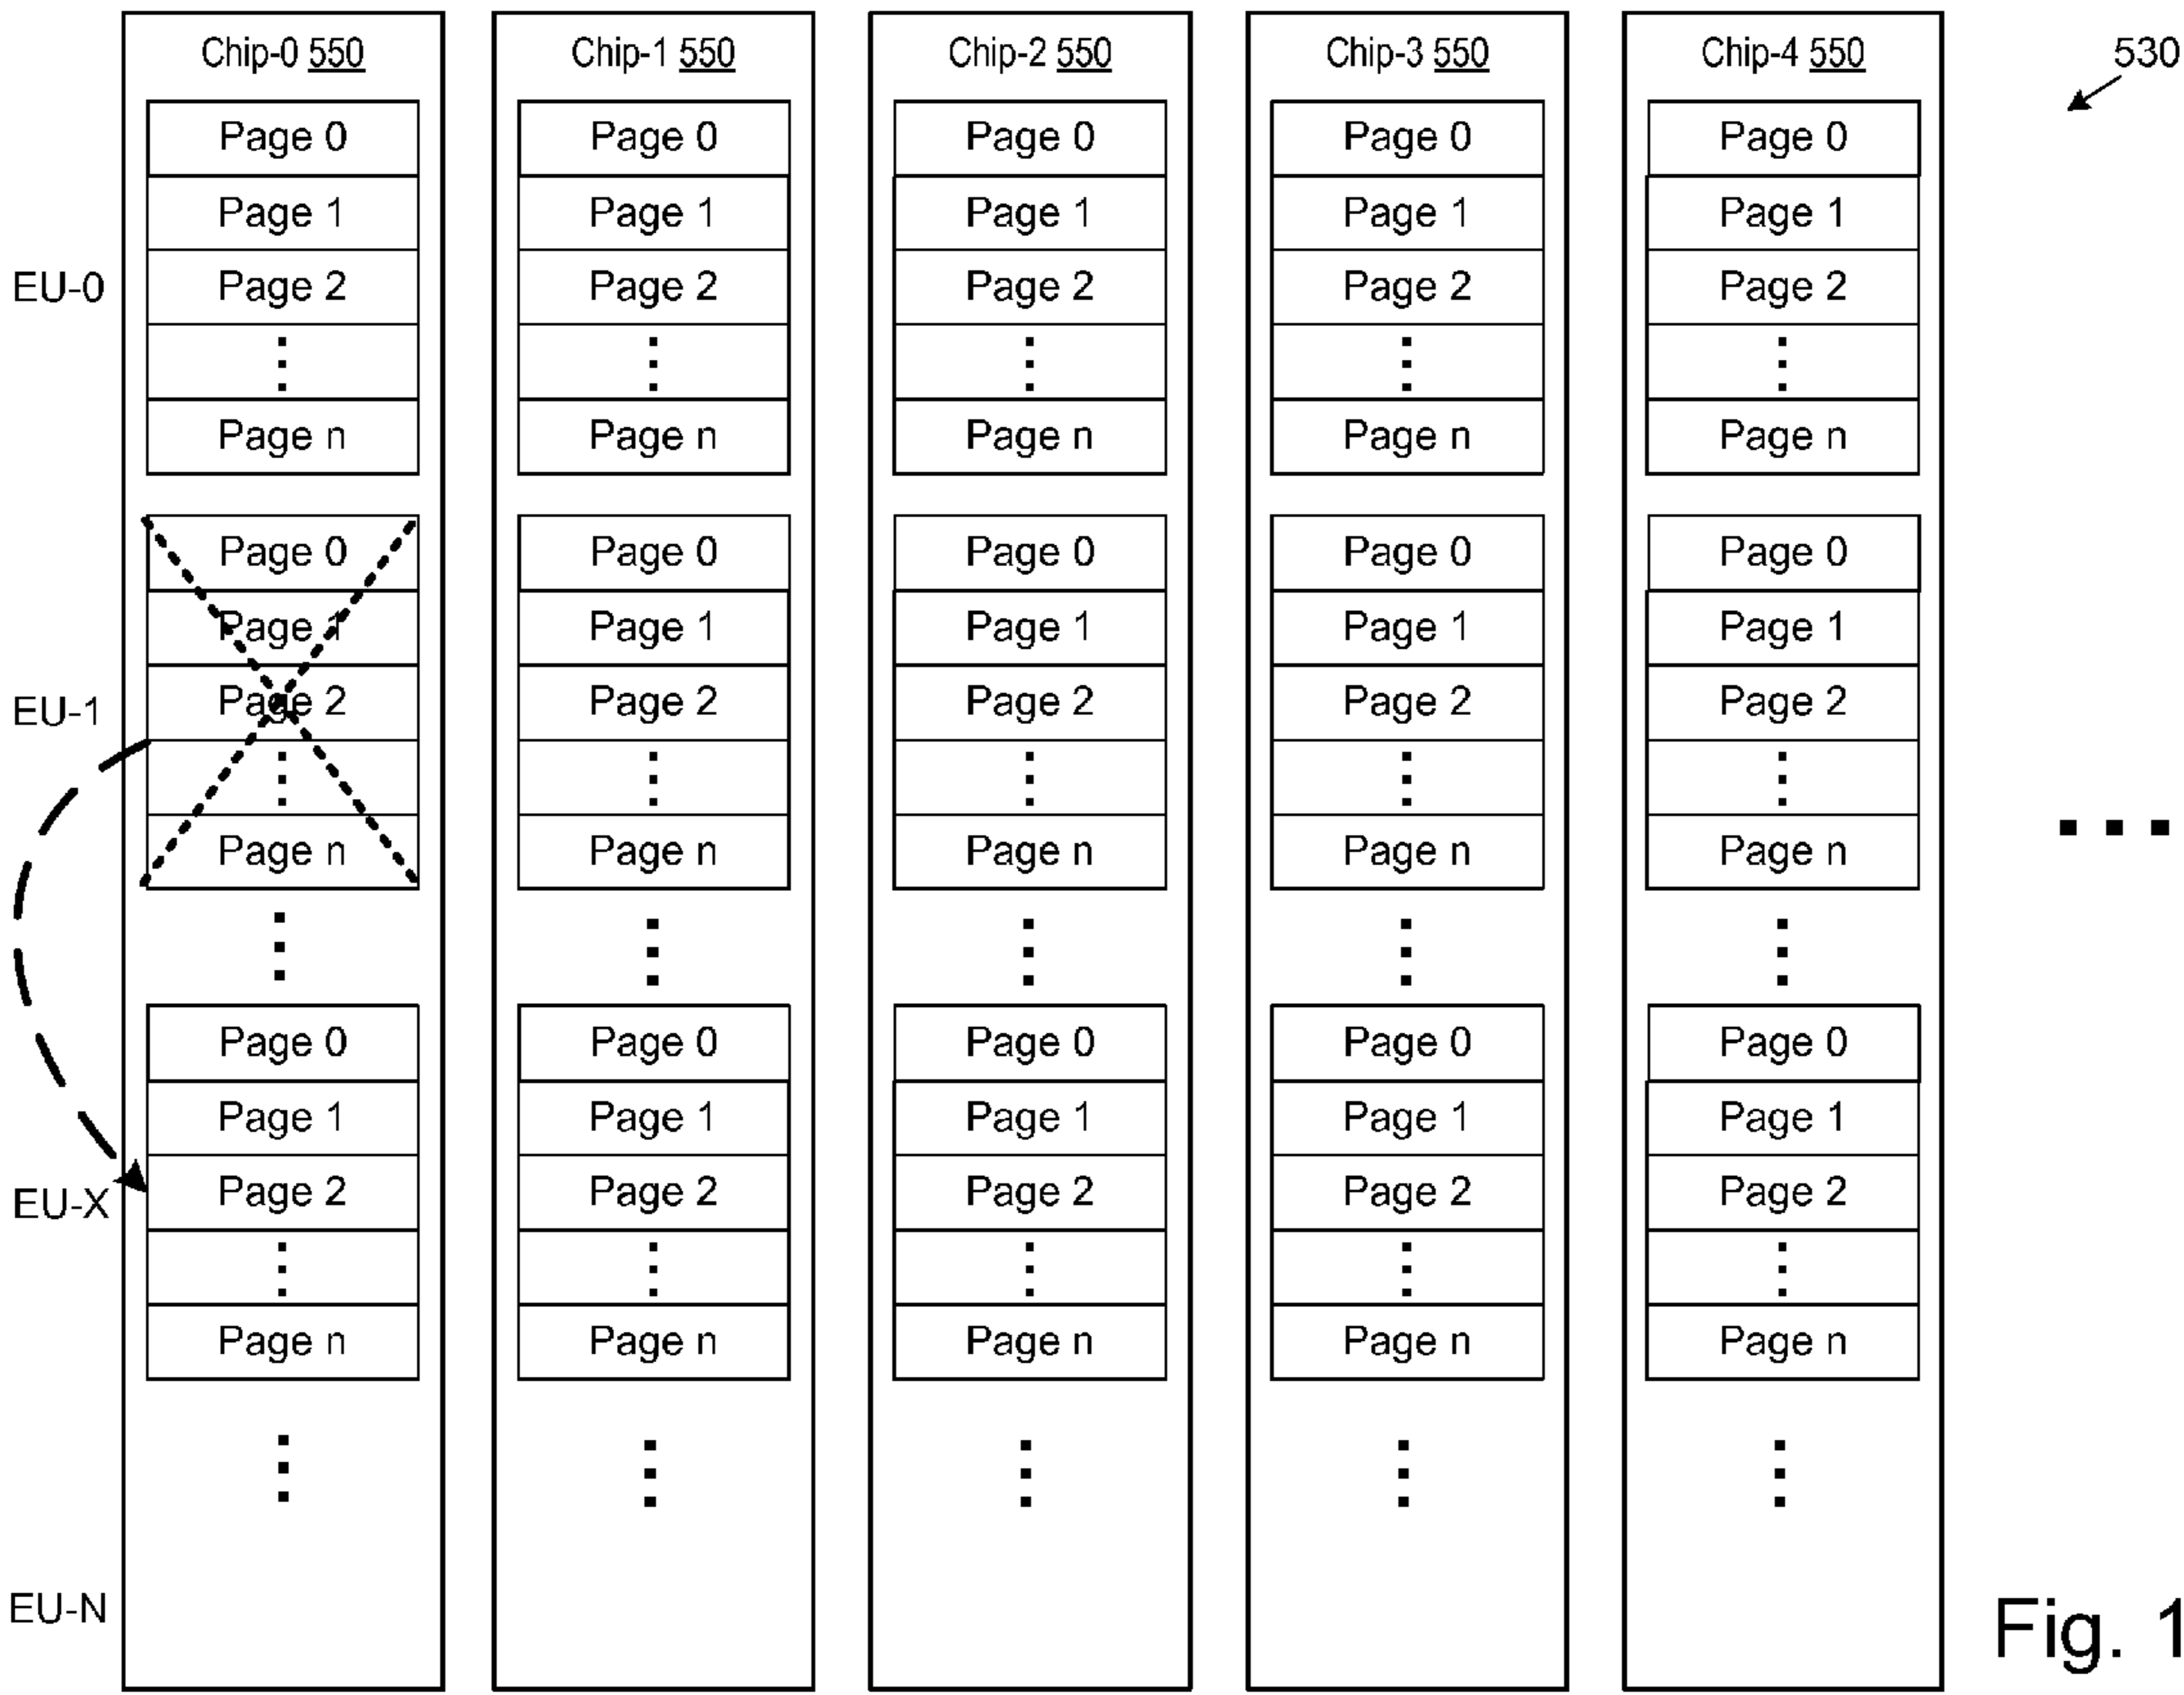 Chip-0 550 Chip-1 550 Chip-2 550 Chip-3 550 Chip-4 550 530
Page 0 Page 0 Page 0 Page 0 Page 0
Page 1 Page 1 Page 1 Page 1 Page 1
EU-0 Page 2 Page 2 Page 2 Page 2 Page 2
Page n Page n Page n Page n Page n
Page 0 Page 0 Page 0 Page 0 Page 0
Page 1 Page 1 Page 1 Page 1 Page 1
EU-1 Page 2 Page 2 Page 2 Page 2 Page 2
Page n Page n Page n Page n Page n
Page 0 Page 0 Page 0 Page 0 Page 0
Page 1 Page 1 Page 1 Page 1 Page 1
EU-X Page 2 Page 2 Page 2 Page 2 Page 2
Page n Page n Page n Page n Page n
EU-N
Fig. 1